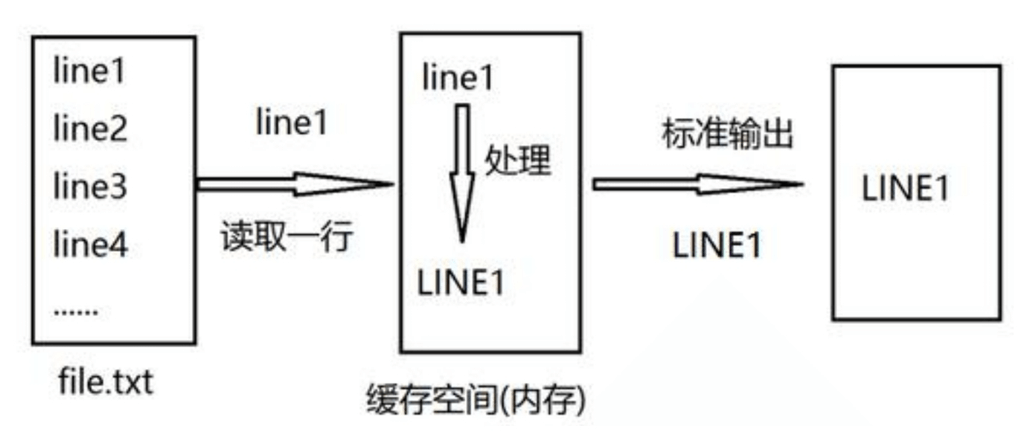 line1
line2
line3
line4
......
file.txt
line1
读取一行
line1
处理
LINE1
缓存空间(内存)
标准输出
LINE1
LINE1